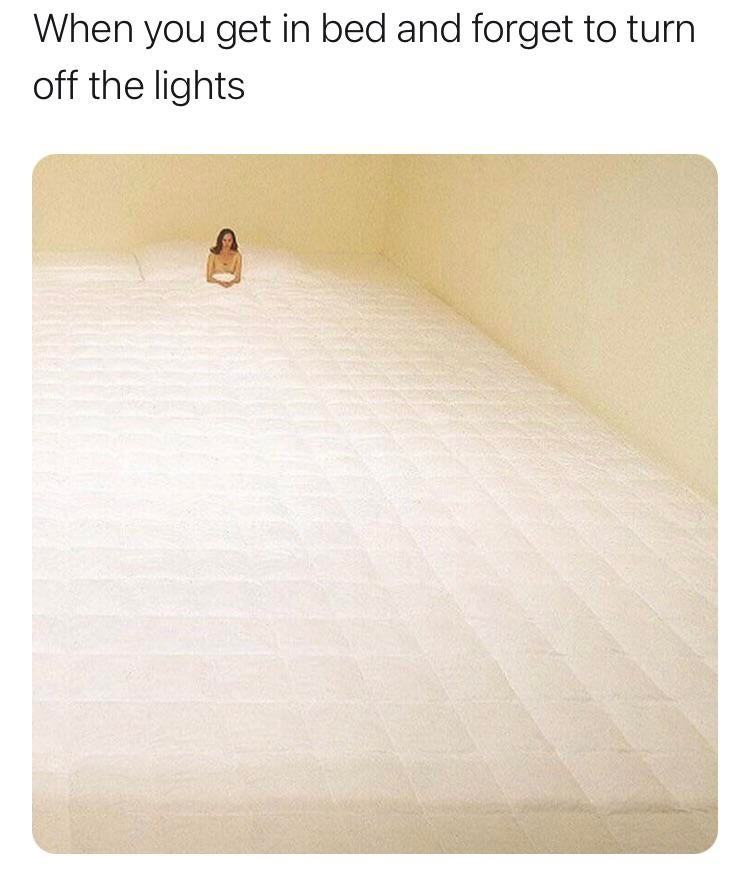 When you get in bed and forget to turn
off the lights